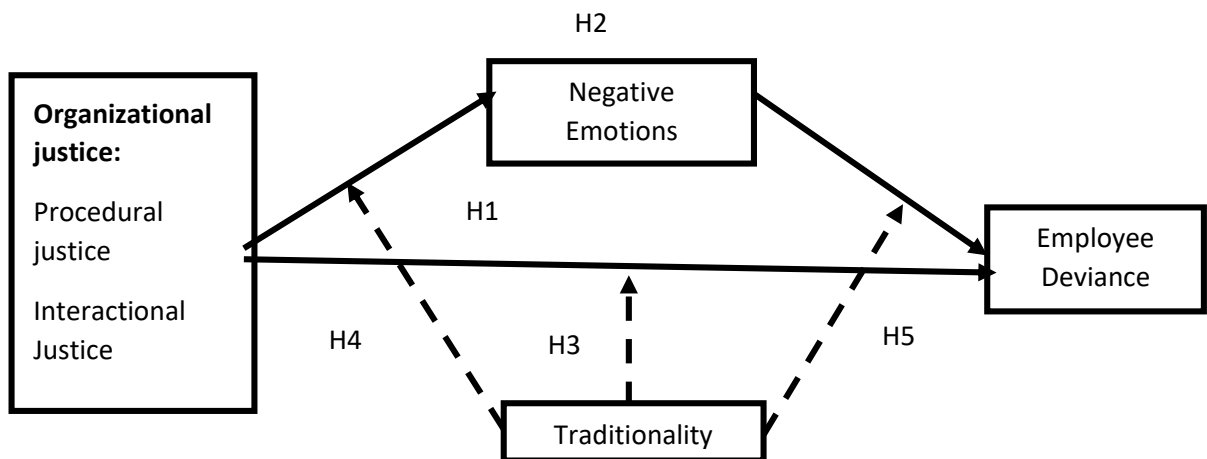 H2
Organizational
justice:
Procedural
justice
Interactional
Justice
Negative
Emotions
H1
Employee
Deviance
H4
H3
H5
Traditionality